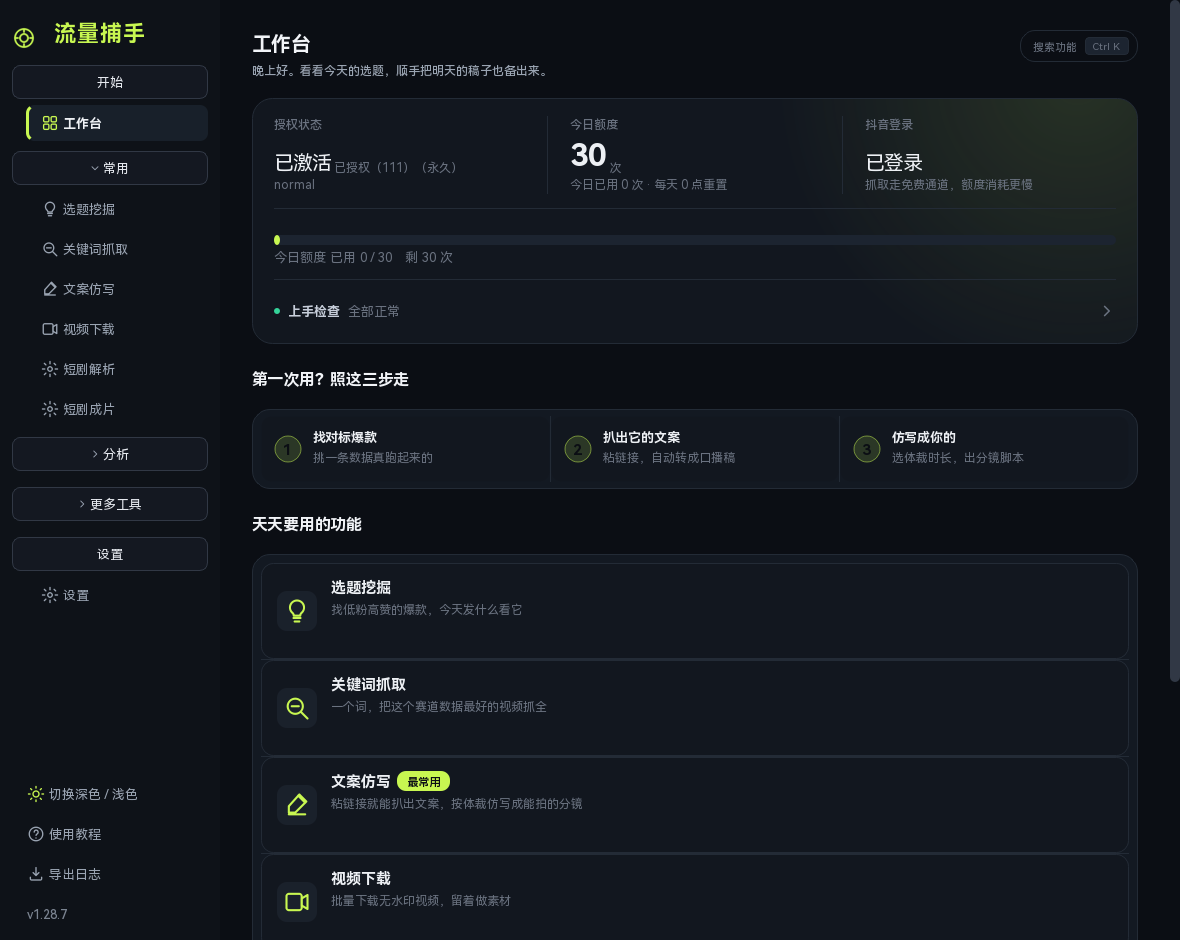 流量捕手
开始
工作台
常用
选题挖掘
关键词抓取
文案仿写
视频下载
短剧解析
短剧成片
分析
更多工具
设置
设置
切换深色 / 浅色
使用教程
导出日志
v1.28.7
工作台
晚上好。看看今天的选题，顺手把明天的稿子也备出来。
搜索功能 Ctrl K
授权状态
已激活 已授权（111）（永久）
normal
今日额度
30 次
今日已用 0 次 · 每天 0 点重置
抖音登录
已登录
抓取走免费通道，额度消耗更慢
今日额度 已用 0 / 30 剩 30 次
上手检查 全部正常
第一次用？照这三步走
1 找对标爆款
挑一条数据真跑起来的
2 扒出它的文案
粘链接，自动转成口播稿
3 仿写成你的
选体裁时长，出分镜脚本
天天要用的功能
选题挖掘
找低粉高赞的爆款，今天发什么看它
关键词抓取
一个词，把这个赛道数据最好的视频抓全
文案仿写 最常用
粘链接就能扒出文案，按体裁仿写成能拍的分镜
视频下载
批量下载无水印视频，留着做素材